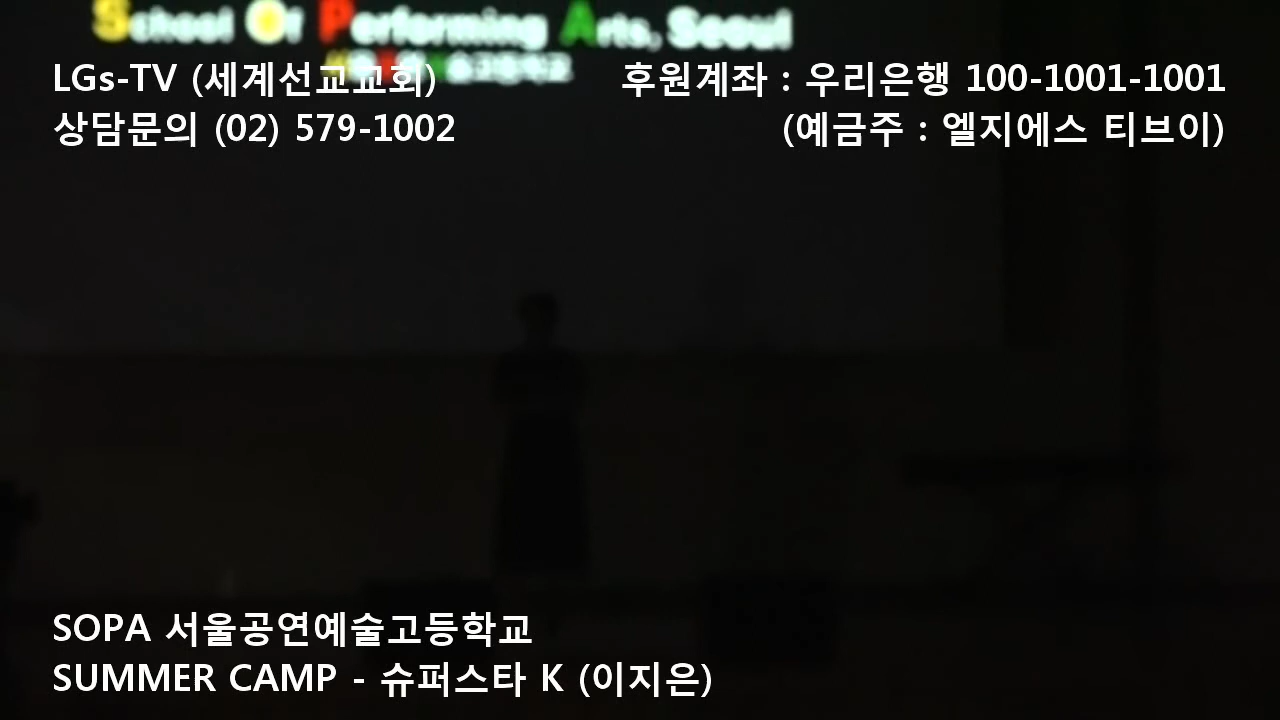 School Of Performing Arts, Seoul
LGs-TV (세계선교교회)
상담문의 (02) 579-1002
후원계좌 : 우리은행 100-1001-1001
(예금주 : 엘지에스 티브이)
SOPA 서울공연예술고등학교
SUMMER CAMP - 슈퍼스타 K (이지은)